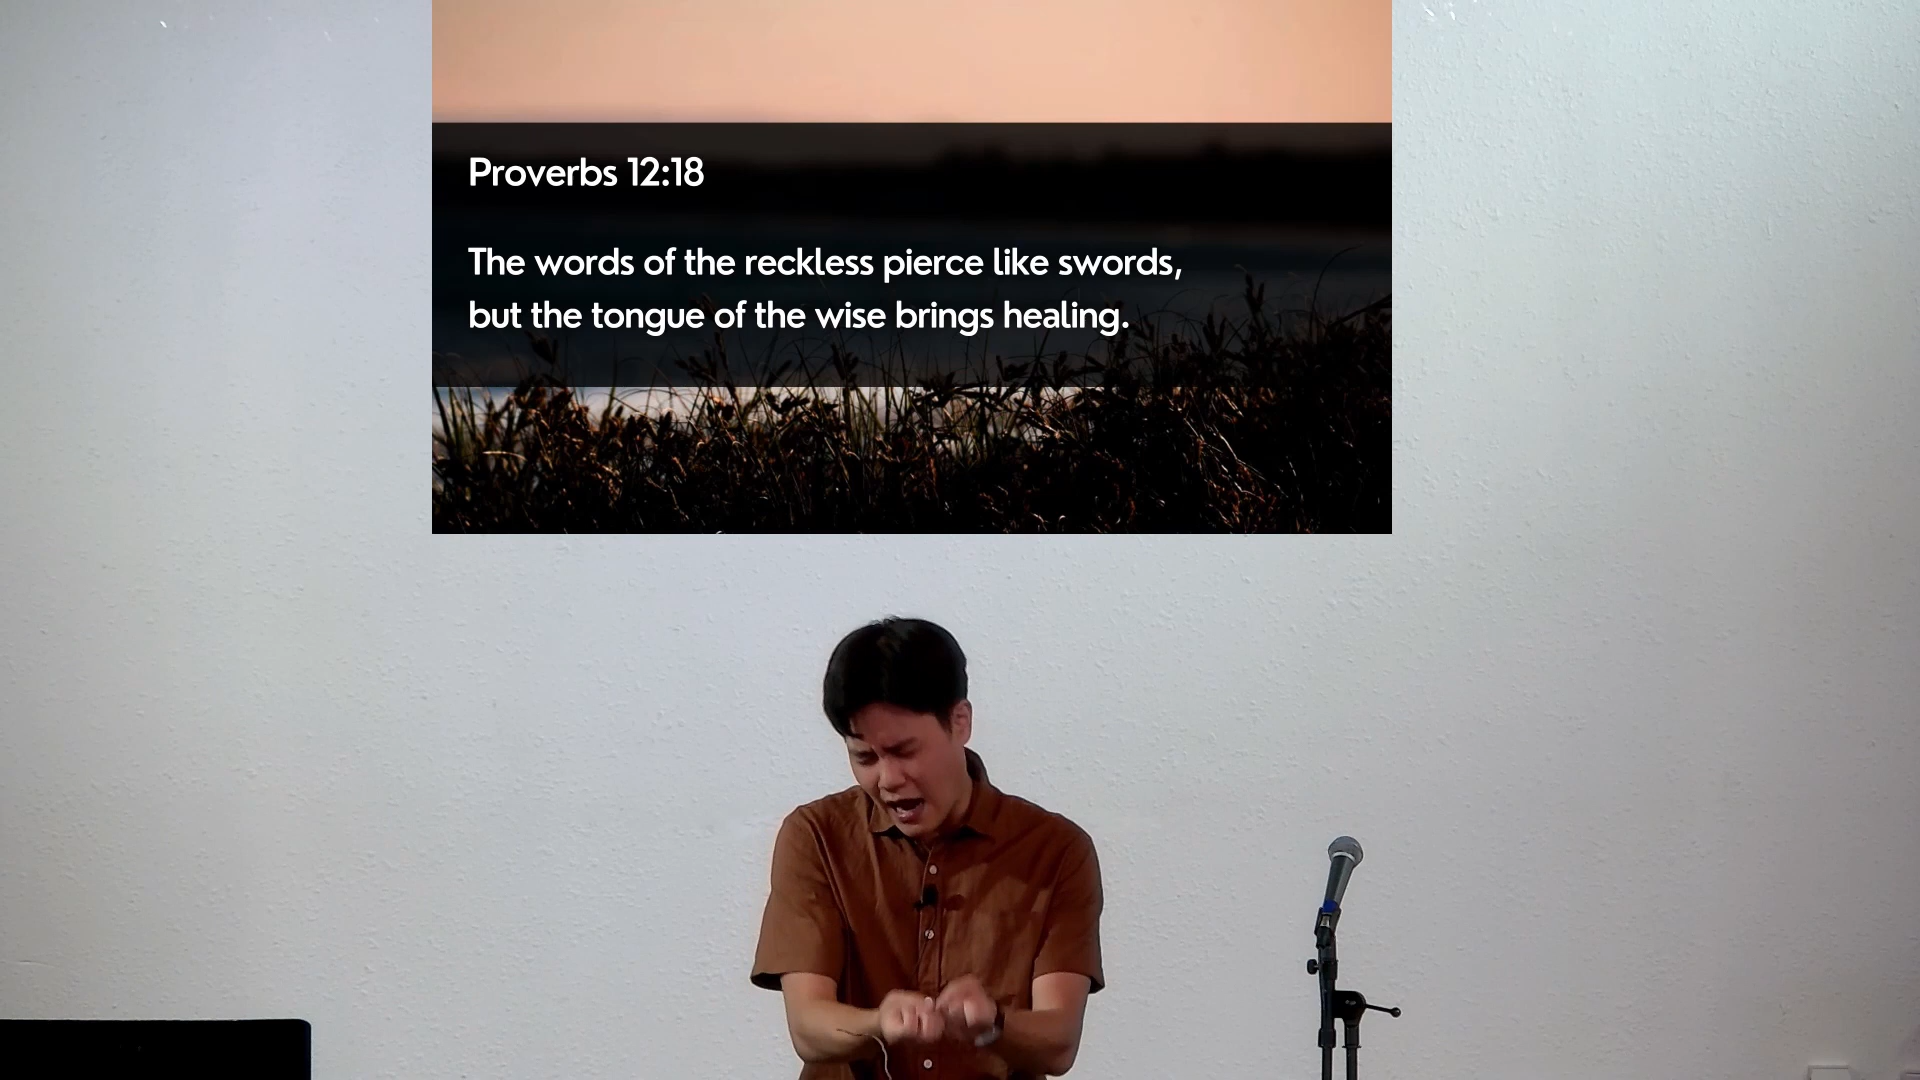 Proverbs 12:18
The words of the reckless pierce like swords,
but the tongue of the wise brings healing.